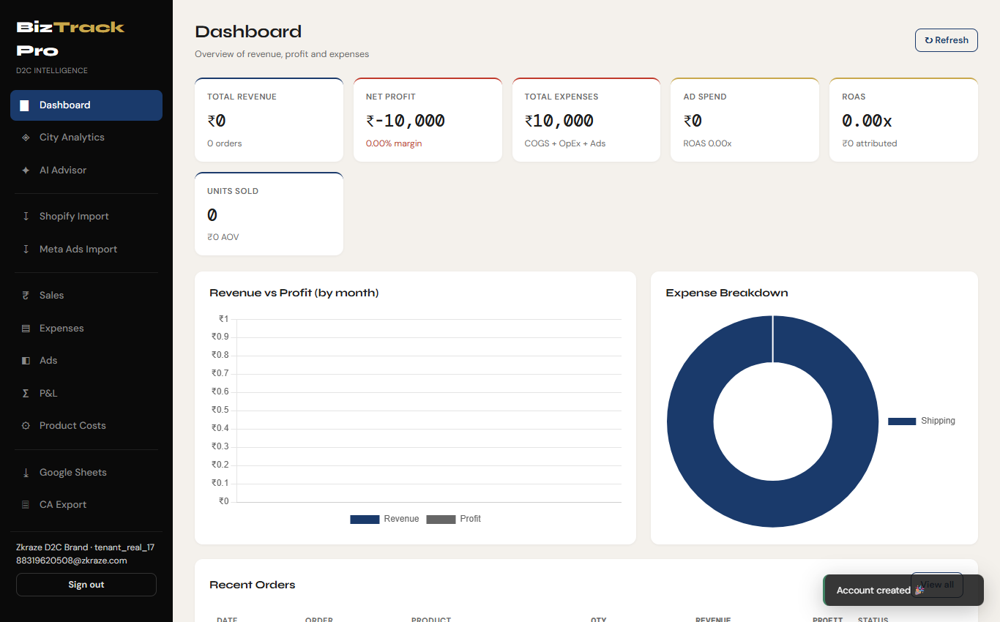 BizTrack
Pro
D2C INTELLIGENCE
Dashboard
City Analytics
AI Advisor
Shopify Import
Meta Ads Import
Sales
Expenses
Ads
P&L
Product Costs
Google Sheets
CA Export
Zkraze D2C Brand · tenant_real_17
88319620508@zkraze.com
Sign out
Dashboard
Overview of revenue, profit and expenses
↻ Refresh
TOTAL REVENUE
₹0
0 orders
NET PROFIT
₹-10,000
0.00% margin
TOTAL EXPENSES
₹10,000
COGS + OpEx + Ads
AD SPEND
₹0
ROAS 0.00x
ROAS
0.00x
₹0 attributed
UNITS SOLD
0
₹0 AOV
Revenue vs Profit (by month)
₹1
₹0.9
₹0.8
₹0.7
₹0.6
₹0.5
₹0.4
₹0.3
₹0.2
₹0.1
₹0
Revenue Profit
Expense Breakdown
Shipping
Recent Orders
View all
Account created 🎉
DATE ORDER PRODUCT QTY REVENUE PROFIT STATUS